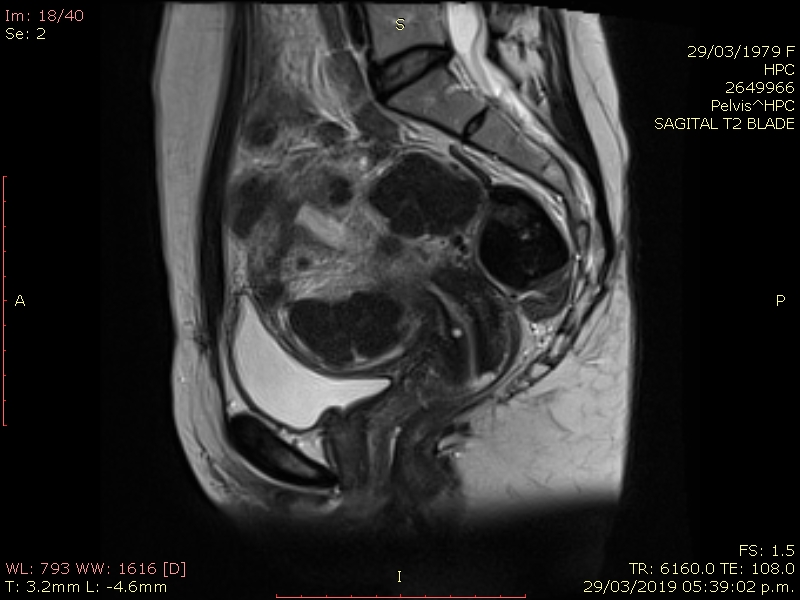 Im: 18/40
Se: 2
S
29/03/1979 F
HPC
2649966
Pelvis^HPC
SAGITAL T2 BLADE
A
P
WL: 793 WW: 1616 [D]
T: 3.2mm L: -4.6mm
I
FS: 1.5
TR: 6160.0 TE: 108.0
29/03/2019 05:39:02 p.m.